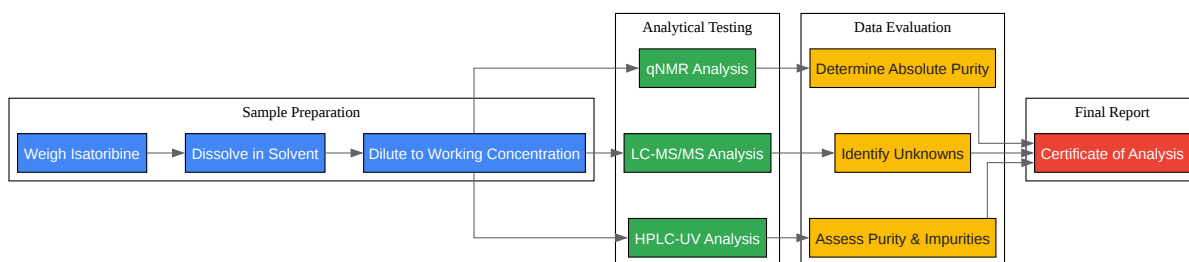 Sample Preparation
Weigh Isatoribine
Dissolve in Solvent
Dilute to Working Concentration
Analytical Testing
qNMR Analysis
LC-MS/MS Analysis
HPLC-UV Analysis
Data Evaluation
Determine Absolute Purity
Identify Unknowns
Assess Purity & Impurities
Final Report
Certificate of Analysis